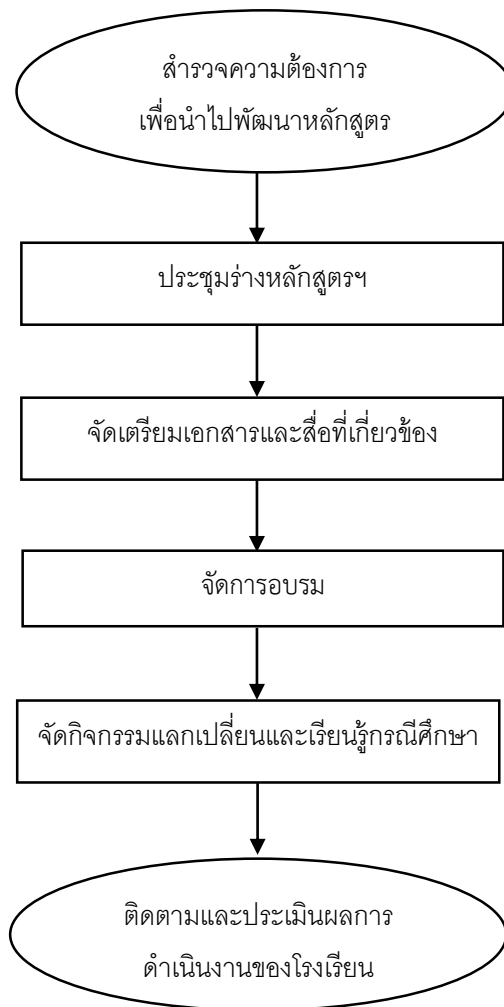 สำรวจความต้องการ
เพื่อนำไปพัฒนาหลักสูตร
ประชุมร่างหลักสูตรฯ
จัดเตรียมเอกสารและสื่อที่เกี่ยวข้อง
จัดการอบรม
จัดกิจกรรมแลกเปลี่ยนและเรียนรู้กรณีศึกษา
ติดตามและประเมินผลการ
ดำเนินงานของโรงเรียน